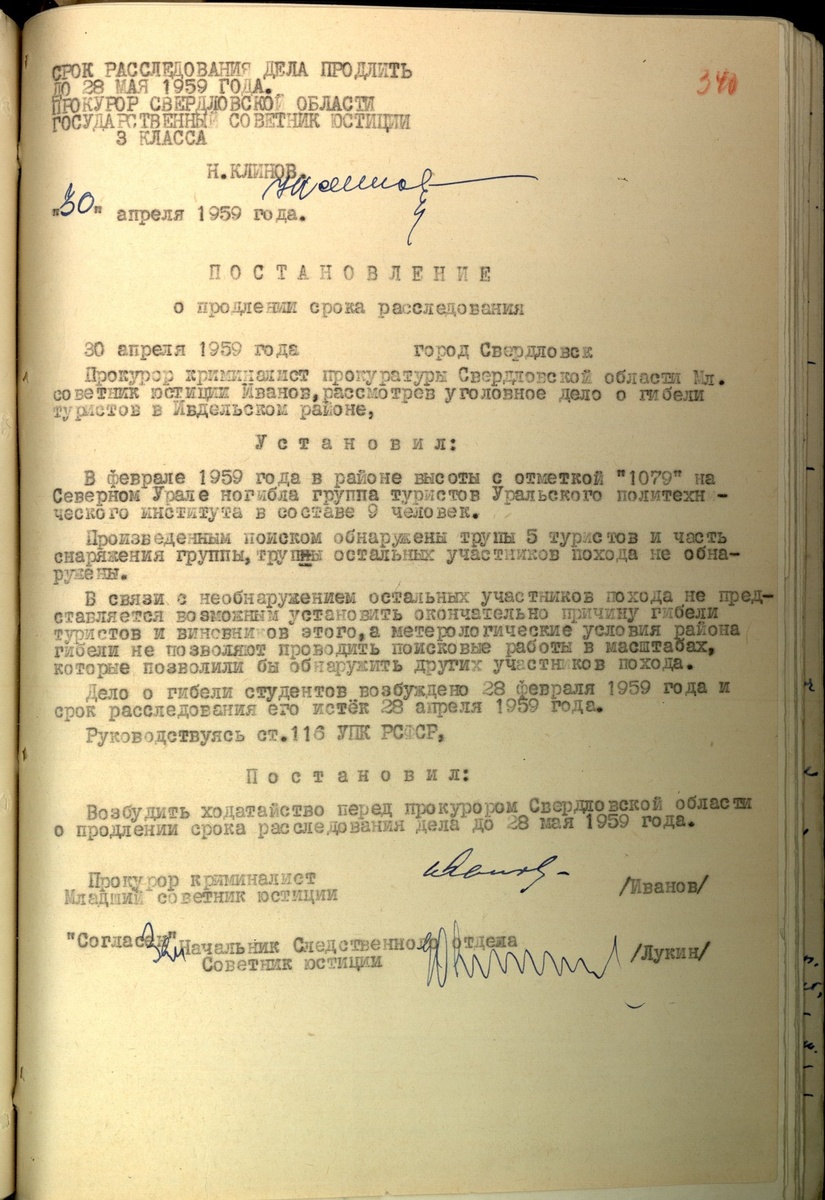 340
СРОК РАССЛЕДОВАНИЯ ДЕЛА ПРОДЛИТЬ
ДО 28 МАЯ 1959 ГОДА.
ПРОКУРОР СВЕРДЛОВСКОЙ ОБЛАСТИ
ГОСУДАРСТВЕННЫЙ СОВЕТНИК ЮСТИЦИИ
3 КЛАССА
Н.КЛИНОВ.
"30" апреля 1959 года.
ПОСТАНОВЛЕНИЕ
о продлении срока расследования
30 апреля 1959 года город Свердловск
Прокурор криминалист прокуратуры Свердловской области Мл.
советник юстиции Иванов,рассмотрев уголовное дело о гибели
туристов в Ивдельском районе,
Установил:
В феврале 1959 года в районе высоты с отметкой "1079" на
Северном Урале погибла группа туристов Уральского политехн -
ческого института в составе 9 человек.
Произведенным поиском обнаружены трупы 5 туристов и часть
снаряжения группы,трупы остальных участников похода не обна-
ружены.
В связи с необнаружением остальных участников похода не пред-
ставляется возможным установить окончательно причину гибели
туристов и виновников этого,а метерологические условия района
гибели не позволяют проводить поисковые работы в масштабах,
которые позволили бы обнаружить других участников похода.
Дело о гибели студентов возбуждено 28 февраля 1959 года и
срок расследования его истёк 28 апреля 1959 года.
Руководствуясь ст.116 УПК РСФСР,
Постановил:
Возбудить ходатайство перед прокурором Свердловской области
о продлении срока расследования дела до 28 мая 1959 года.
Прокурор криминалист
Младший советник юстиции /Иванов/
"Согласен" Начальник Следственного отдела
Советник юстиции /Лукин/